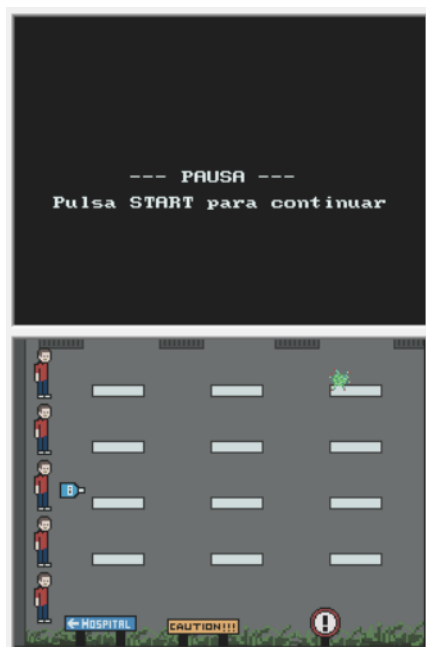 --- PAUSA ---
Pulsa START para continuar
← HOSPITAL
CAUTION!!!
!